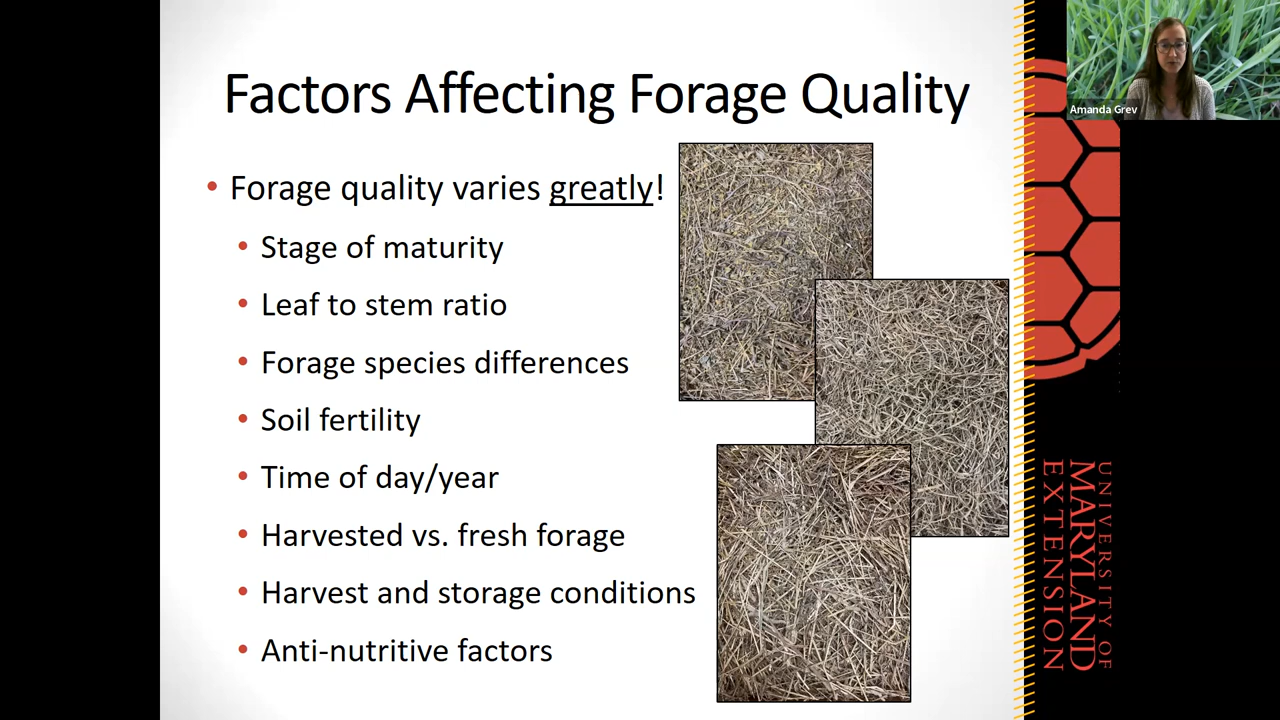 Factors Affecting Forage Quality
Amanda Grev
• Forage quality varies greatly!
• Stage of maturity
• Leaf to stem ratio
• Forage species differences
• Soil fertility
• Time of day/year
• Harvested vs. fresh forage
• Harvest and storage conditions
• Anti-nutritive factors
UNIVERSITY OF
MARYLAND
EXTENSION